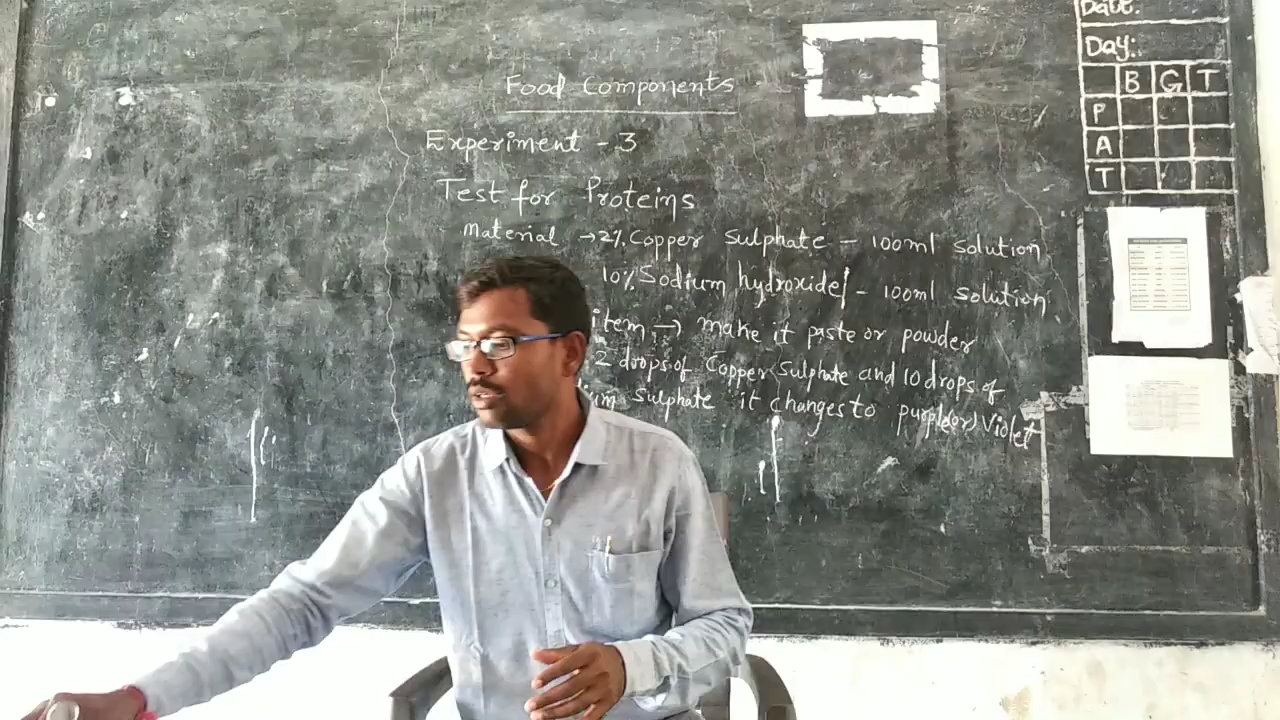 Food Components
Experiment - 3
Test for Proteins
Material → 2% Copper Sulphate - 100ml solution
10% Sodium hydroxide - 100ml solution
item → make it paste or powder
2 drops of Copper Sulphate and 10 drops of
Sulphate it changes to purple (or) Violet
Date:
Day:
B G T
P
A
T